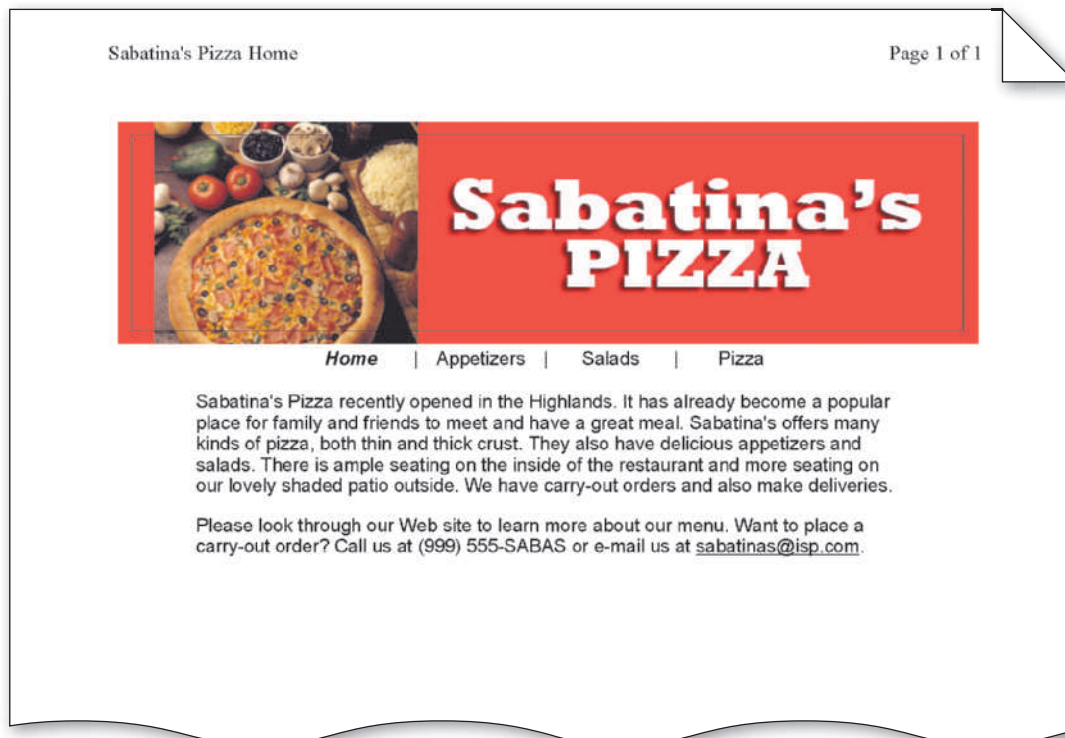 Sabatina's Pizza Home Page 1 of 1
Sabatina's
PIZZA
Home | Appetizers | Salads | Pizza
Sabatina's Pizza recently opened in the Highlands. It has already become a popular
place for family and friends to meet and have a great meal. Sabatina's offers many
kinds of pizza, both thin and thick crust. They also have delicious appetizers and
salads. There is ample seating on the inside of the restaurant and more seating on
our lovely shaded patio outside. We have carry-out orders and also make deliveries.
Please look through our Web site to learn more about our menu. Want to place a
carry-out order? Call us at (999) 555-SABAS or e-mail us at sabatinas@isp.com.